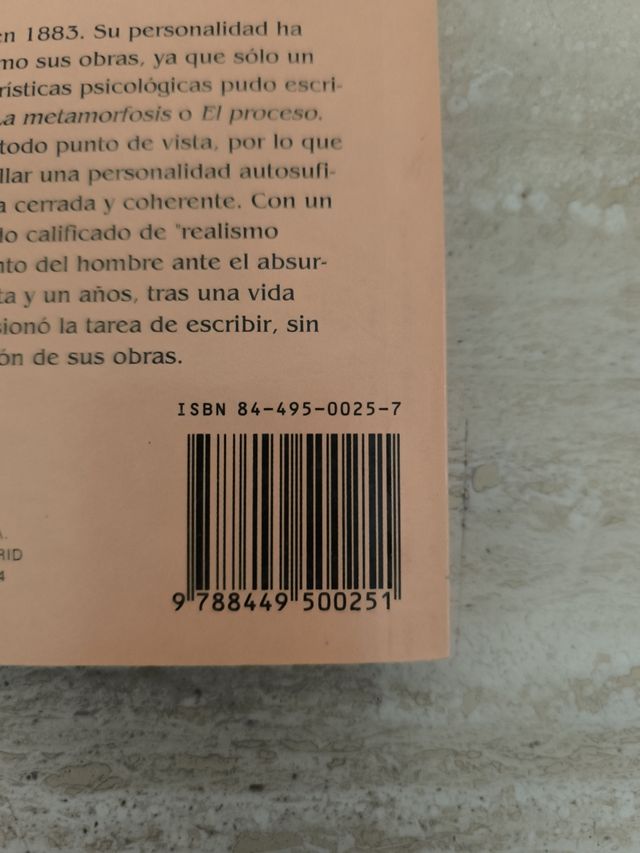 en 1883. Su personalidad ha
mo sus obras, ya que sólo un
rísticas psicológicas pudo escri-
a metamorfosis o El proceso.
todo punto de vista, por lo que
llar una personalidad autosufi-
a cerrada y coherente. Con un
do calificado de "realismo
nto del hombre ante el absur-
ta y un años, tras una vida
sionó la tarea de escribir, sin
ón de sus obras.
ISBN 84-495-0025-7
A.
RID
4
9 788449 500251